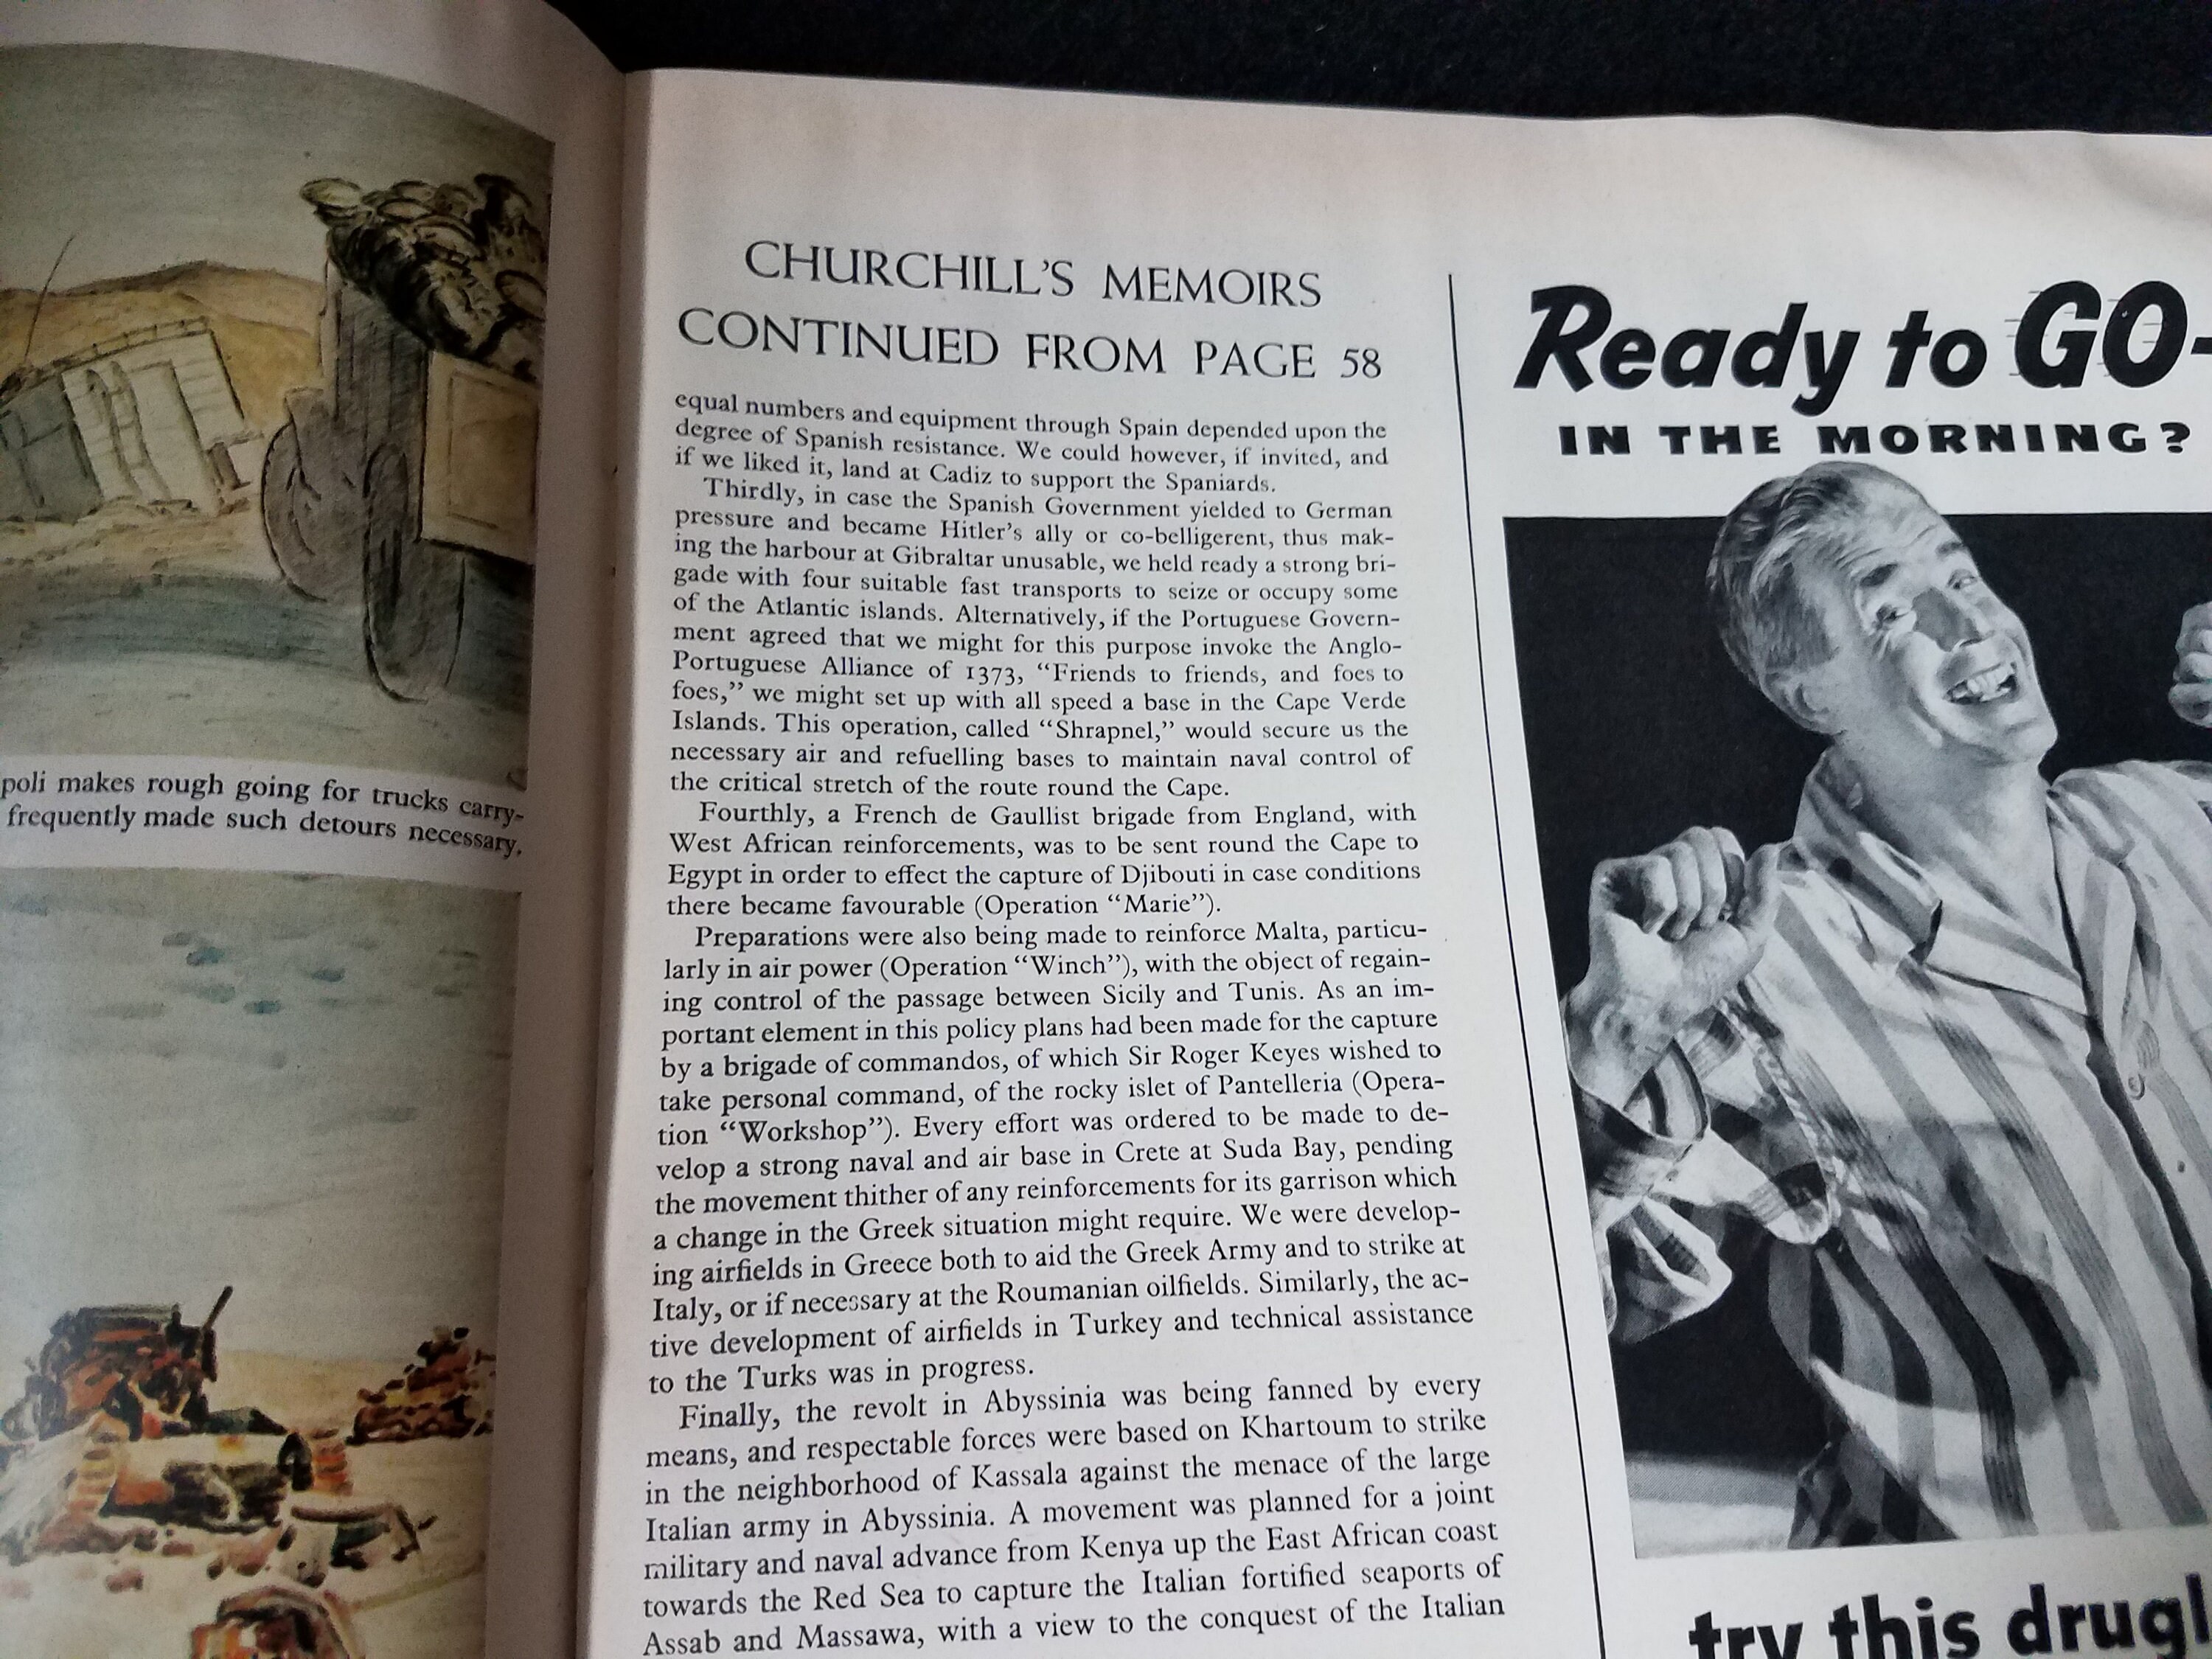 poli makes rough going for trucks carry-
frequently made such detours necessary.
CHURCHILL'S MEMOIRS
CONTINUED FROM PAGE 58
equal numbers and equipment through Spain depended upon the
degree of Spanish resistance. We could however, if invited, and
if we liked it, land at Cadiz to support the Spaniards.
Thirdly, in case the Spanish Government yielded to German
pressure and became Hitler's ally or co-belligerent, thus mak-
ing the harbour at Gibraltar unusable, we held ready a strong bri-
gade with four suitable fast transports to seize or occupy some
of the Atlantic islands. Alternatively, if the Portuguese Govern-
ment agreed that we might for this purpose invoke the Anglo-
Portuguese Alliance of 1373, “Friends to friends, and foes to
foes,” we might set up with all speed a base in the Cape Verde
Islands. This operation, called “Shrapnel,” would secure us the
necessary air and refuelling bases to maintain naval control of
the critical stretch of the route round the Cape.
Fourthly, a French de Gaullist brigade from England, with
West African reinforcements, was to be sent round the Cape to
Egypt in order to effect the capture of Djibouti in case conditions
there became favourable (Operation “Marie”).
Preparations were also being made to reinforce Malta, particu-
larly in air power (Operation “Winch”), with the object of regain-
ing control of the passage between Sicily and Tunis. As an im-
portant element in this policy plans had been made for the capture
by a brigade of commandos, of which Sir Roger Keyes wished to
take personal command, of the rocky islet of Pantelleria (Opera-
tion “Workshop”). Every effort was ordered to be made to de-
velop a strong naval and air base in Crete at Suda Bay, pending
the movement thither of any reinforcements for its garrison which
a change in the Greek situation might require. We were develop-
ing airfields in Greece both to aid the Greek Army and to strike at
Italy, or if necessary at the Roumanian oilfields. Similarly, the ac-
tive development of airfields in Turkey and technical assistance
to the Turks was in progress.
Finally, the revolt in Abyssinia was being fanned by every
means, and respectable forces were based on Khartoum to strike
in the neighborhood of Kassala against the menace of the large
Italian army in Abyssinia. A movement was planned for a joint
military and naval advance from Kenya up the East African coast
towards the Red Sea to capture the Italian fortified seaports of
Assab and Massawa, with a view to the conquest of the Italian
Ready to GO-
IN THE MORNING?
try this drugl